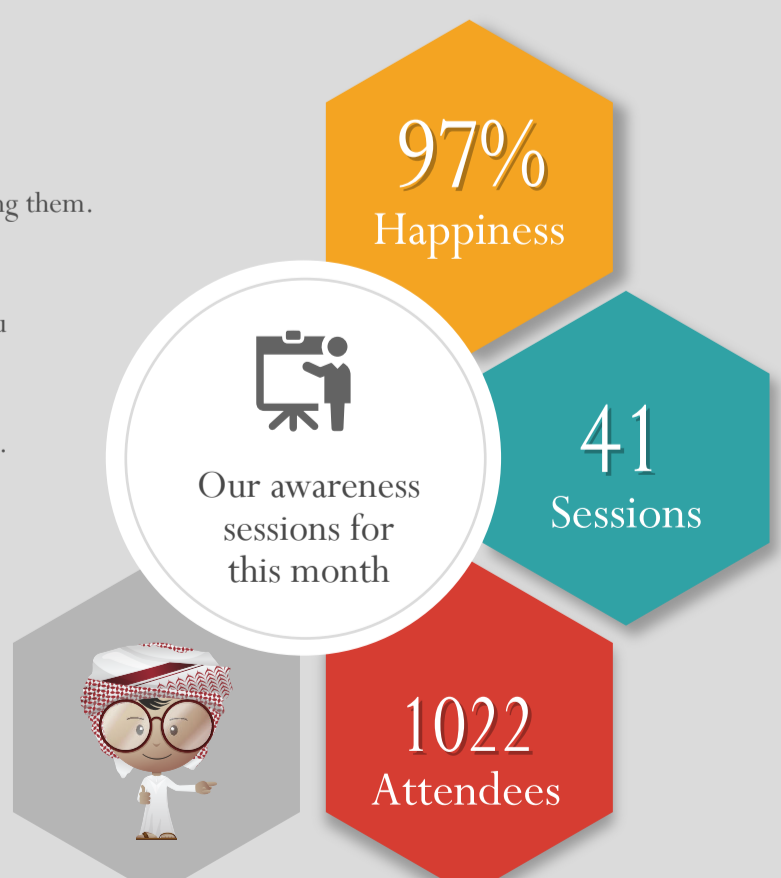 them.
97%
Happiness
41
Sessions
Our awareness
sessions for
this month
1022
Attendees